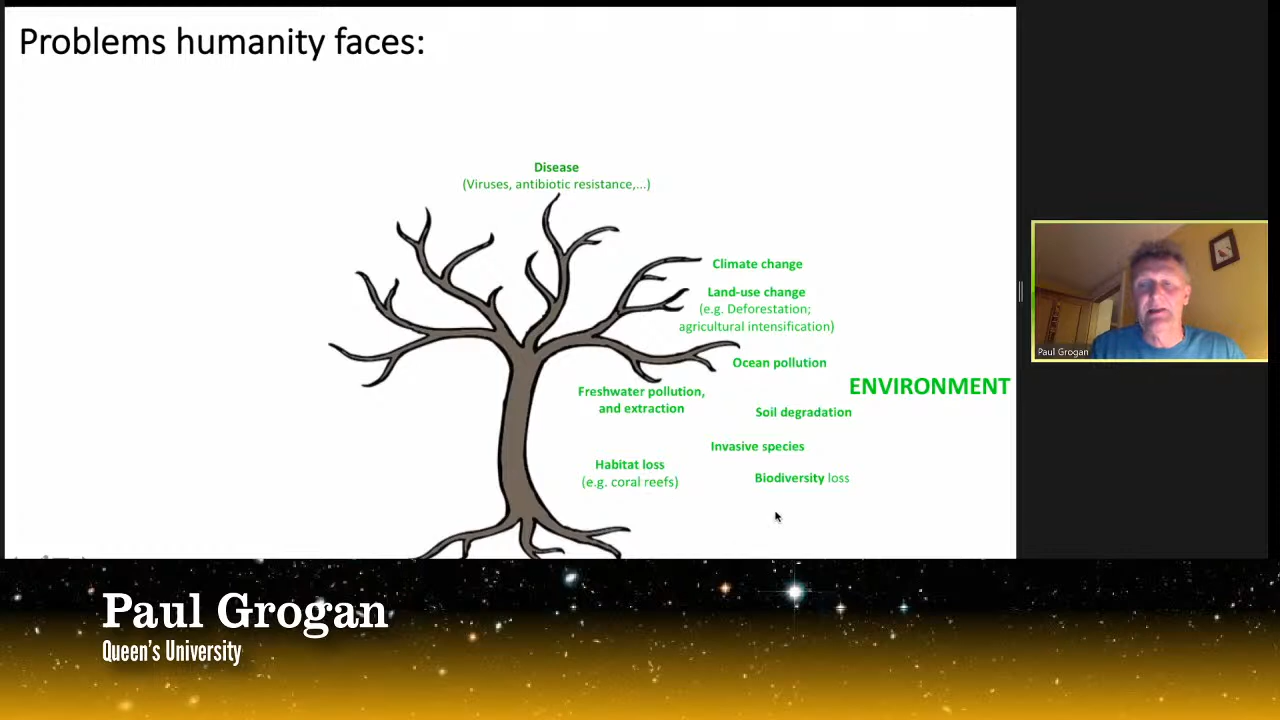 Problems humanity faces:
Disease
(Viruses, antibiotic resistance,...)
Climate change
Land-use change
(e.g. Deforestation;
agricultural intensification)
Ocean pollution
ENVIRONMENT
Freshwater pollution,
and extraction
Soil degradation
Invasive species
Habitat loss
(e.g. coral reefs)
Biodiversity loss
Paul Grogan
Paul Grogan
Queen's University